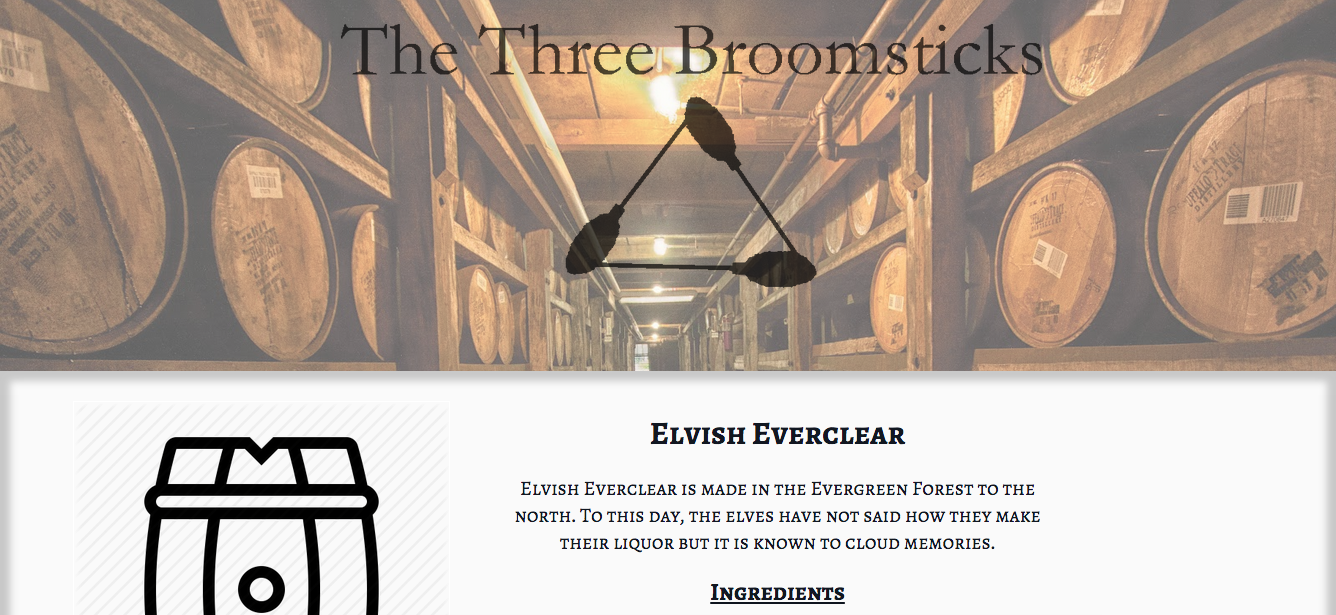 The Three Broomsticks
Elvish Everclear
Elvish Everclear is made in the Evergreen Forest to the
north. To this day, the elves have not said how they make
their liquor but it is known to cloud memories.
Ingredients